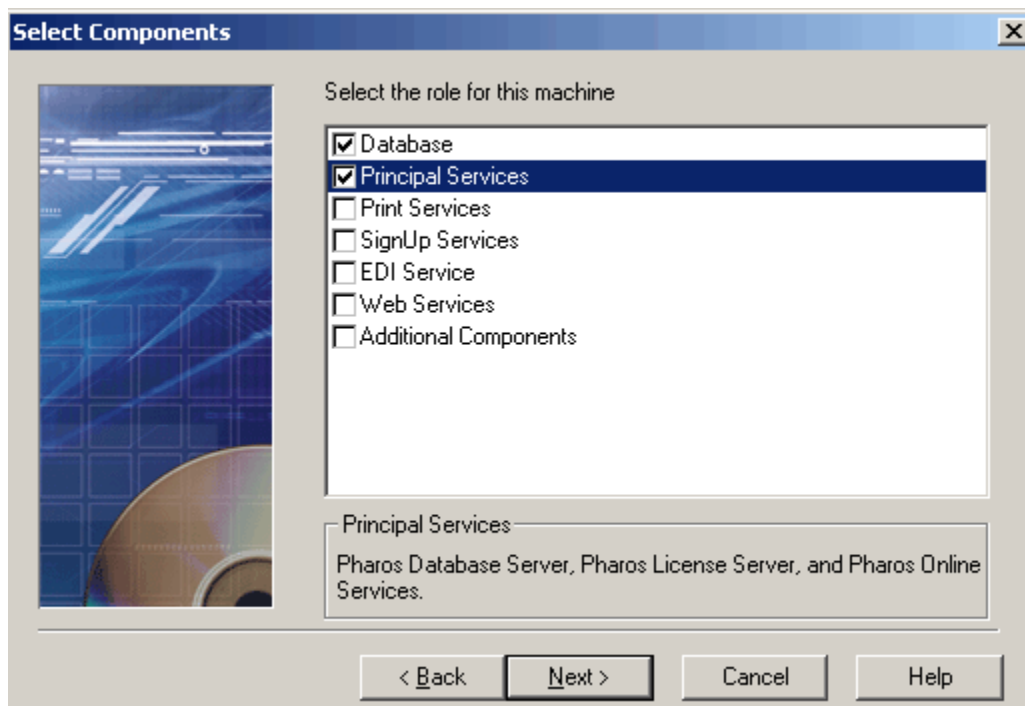 Select Components
Select the role for this machine
Database
Principal Services
Print Services
SignUp Services
EDI Service
Web Services
Additional Components
Principal Services
Pharos Database Server, Pharos License Server, and Pharos Online
Services.
< Back Next > Cancel Help